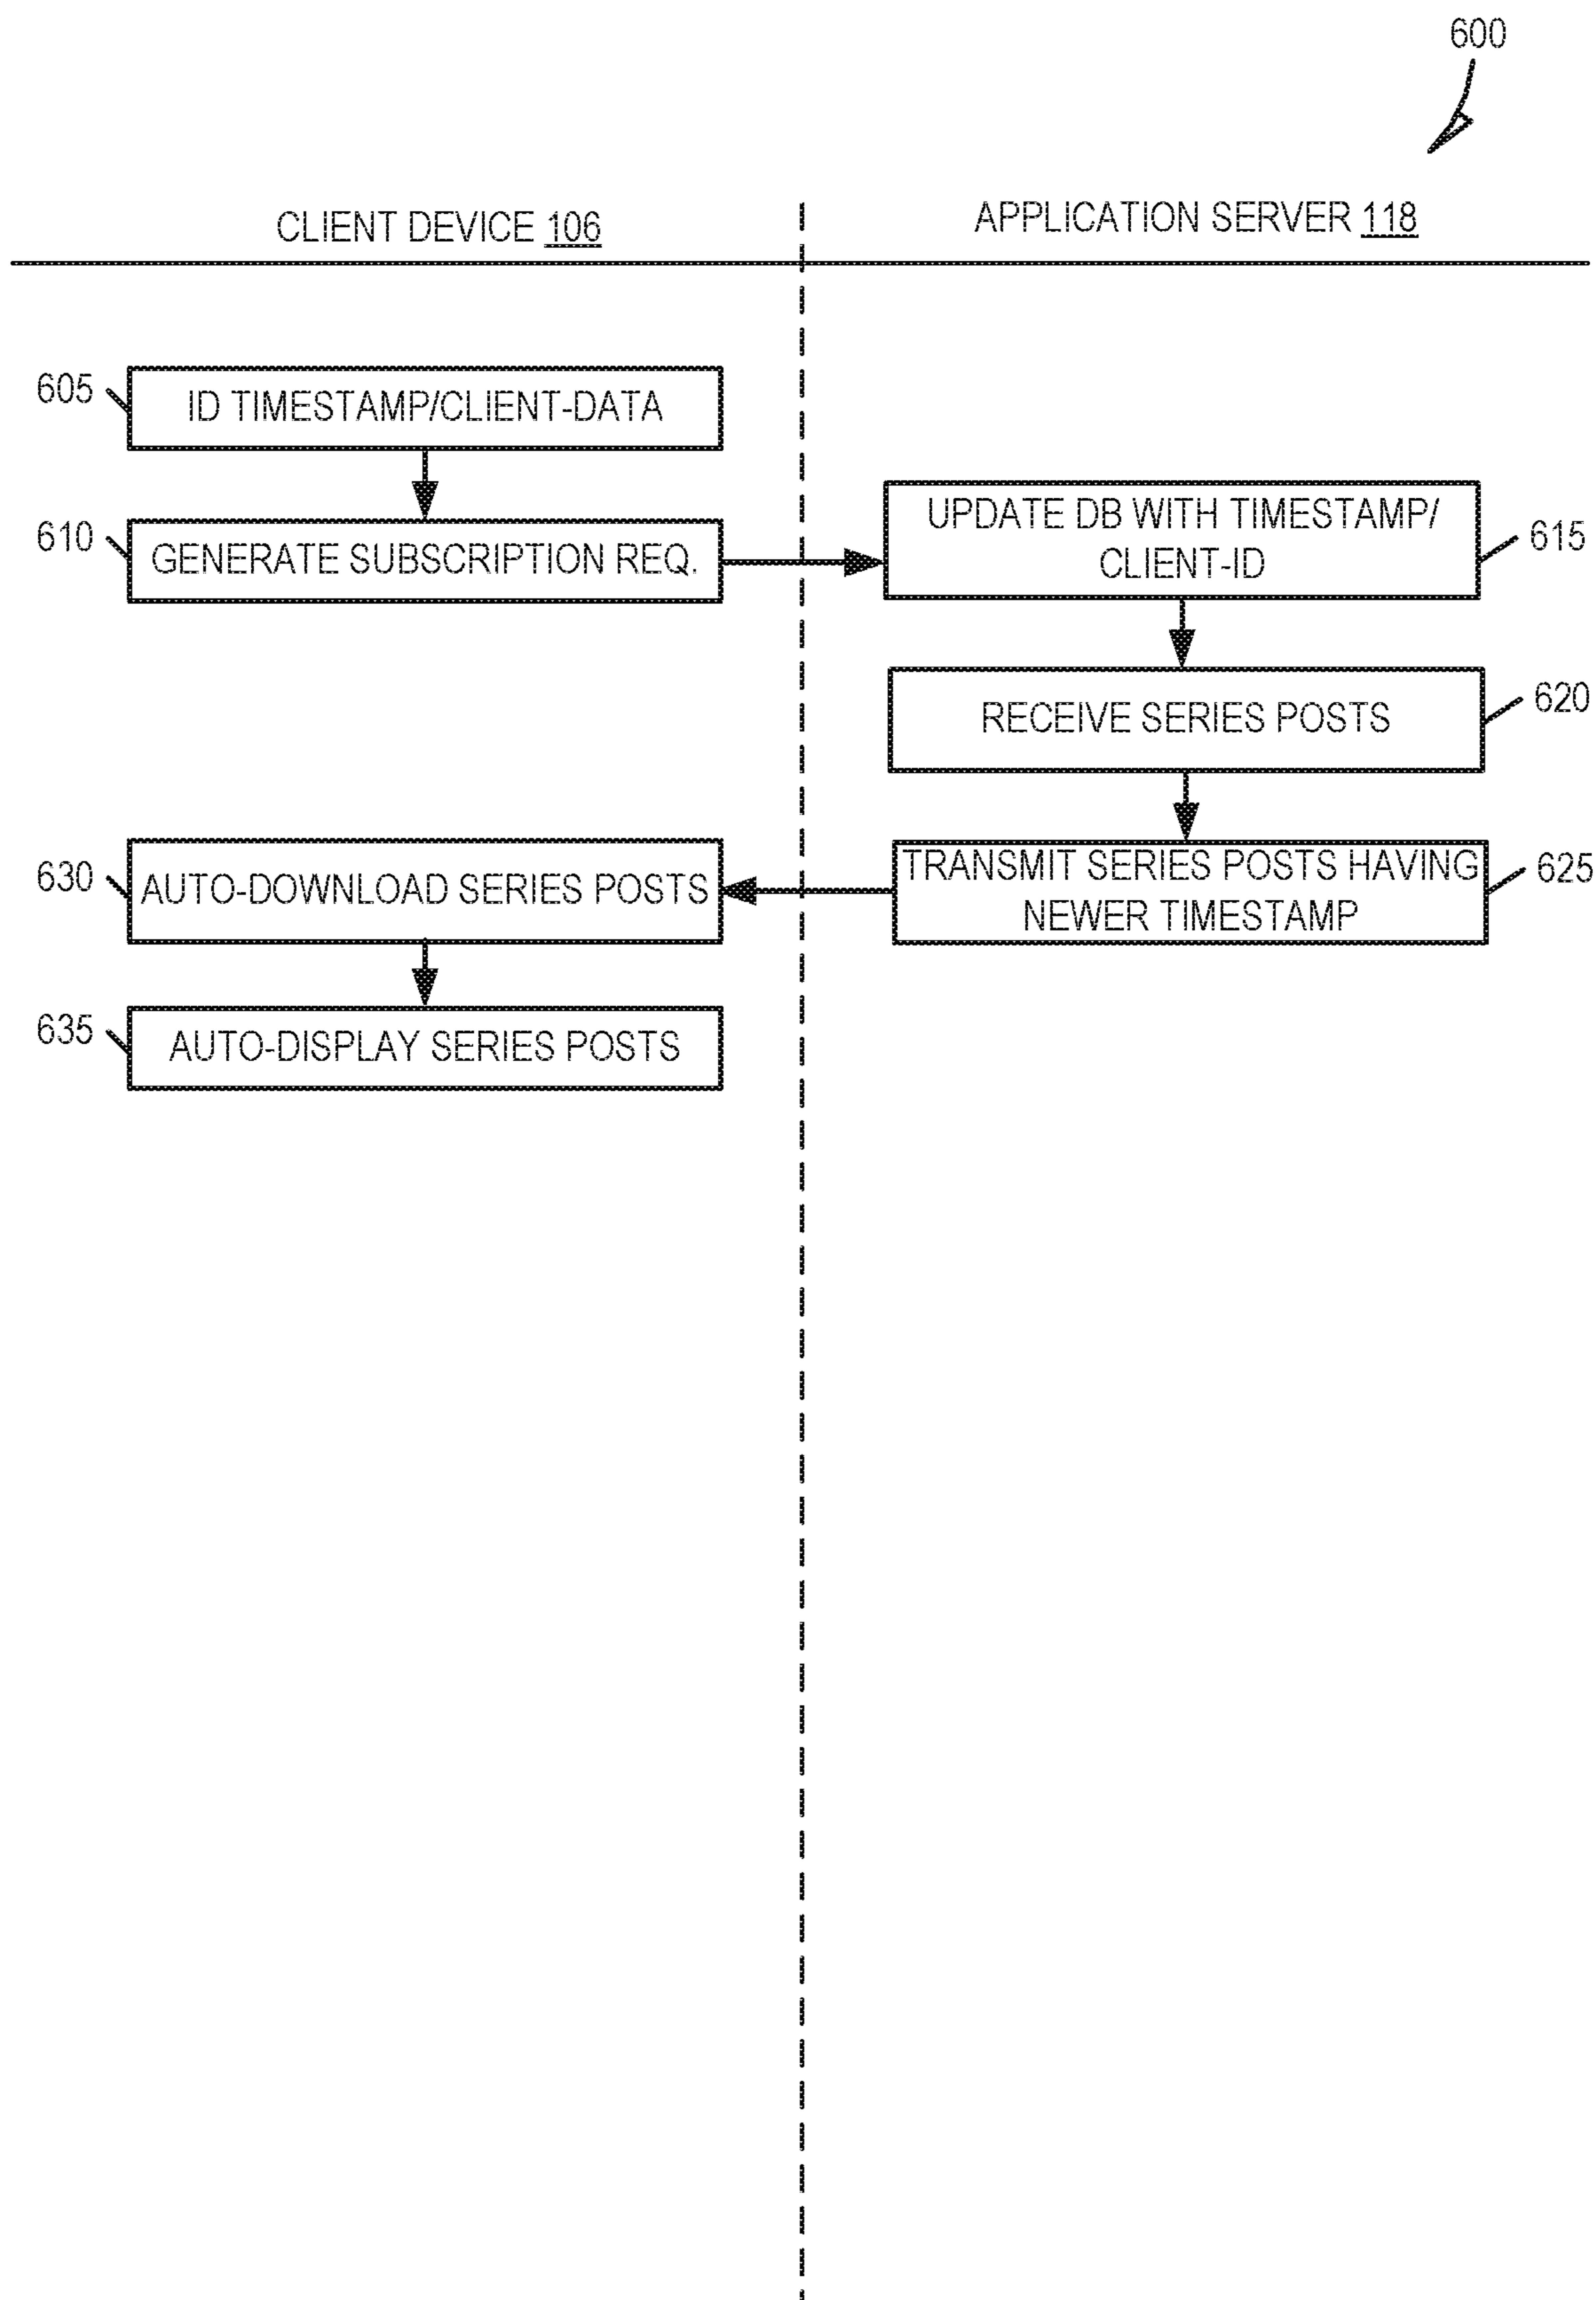 600
CLIENT DEVICE 106
APPLICATION SERVER 118
605
ID TIMESTAMP/CLIENT-DATA
610
GENERATE SUBSCRIPTION REQ.
UPDATE DB WITH TIMESTAMP/
CLIENT-ID
615
RECEIVE SERIES POSTS
620
630
AUTO-DOWNLOAD SERIES POSTS
TRANSMIT SERIES POSTS HAVING
NEWER TIMESTAMP
625
635
AUTO-DISPLAY SERIES POSTS